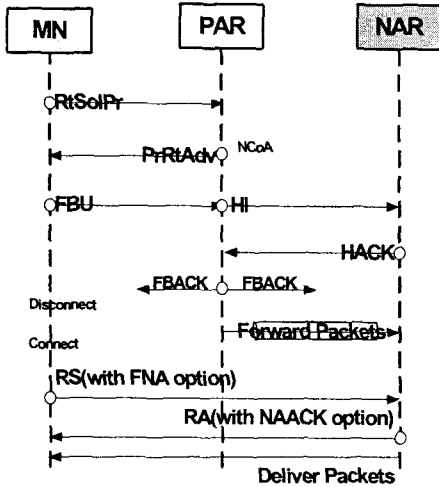 MN PAR NAR
RtSolPr
PrRtAdv NCoA
FBU HI
HACK
FBACK FBACK
Disconnect
Forward Packets
Connect
RS(with FNA option)
RA(with NAACK option)
Deliver Packets